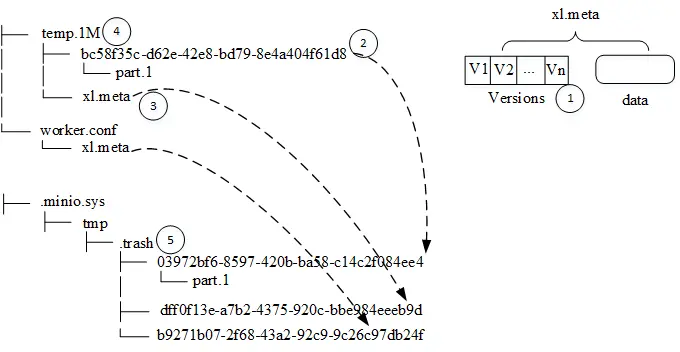 temp.1M 4
bc58f35c-d62e-42e8-bd79-8e4a404f61d8 2
part.1
xl.meta 3
worker.conf
xl.meta
.minio.sys
tmp
.trash 5
03972bf6-8597-420b-ba58-c14c2f084ee4
part.1
dff0f13e-a7b2-4375-920c-bbe984eeeb9d
b9271b07-2f68-43a2-92c9-9c26c97db24f
xl.meta
V1 V2 ... Vn
Versions 1 data